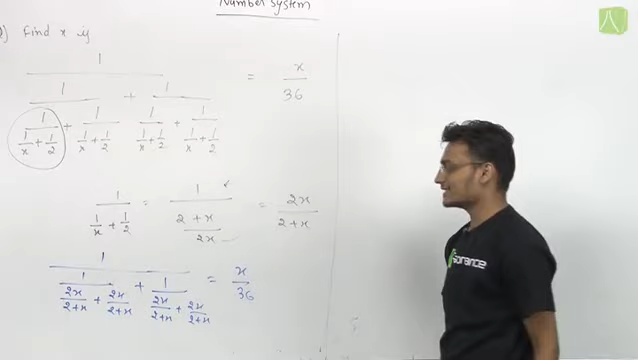 Number System
Find x if
1 / (1/(1/(1/x + 1/2) + 1/(1/x + 1/2)) + 1/(1/(1/x + 1/2) + 1/(1/x + 1/2))) = x/36
1/(1/x + 1/2) = 1/((2 + x)/2x) = 2x/(2 + x)
1 / (1/(2x/(2+x) + 2x/(2+x)) + 1/(2x/(2+x) + 2x/(2+x))) = x/36